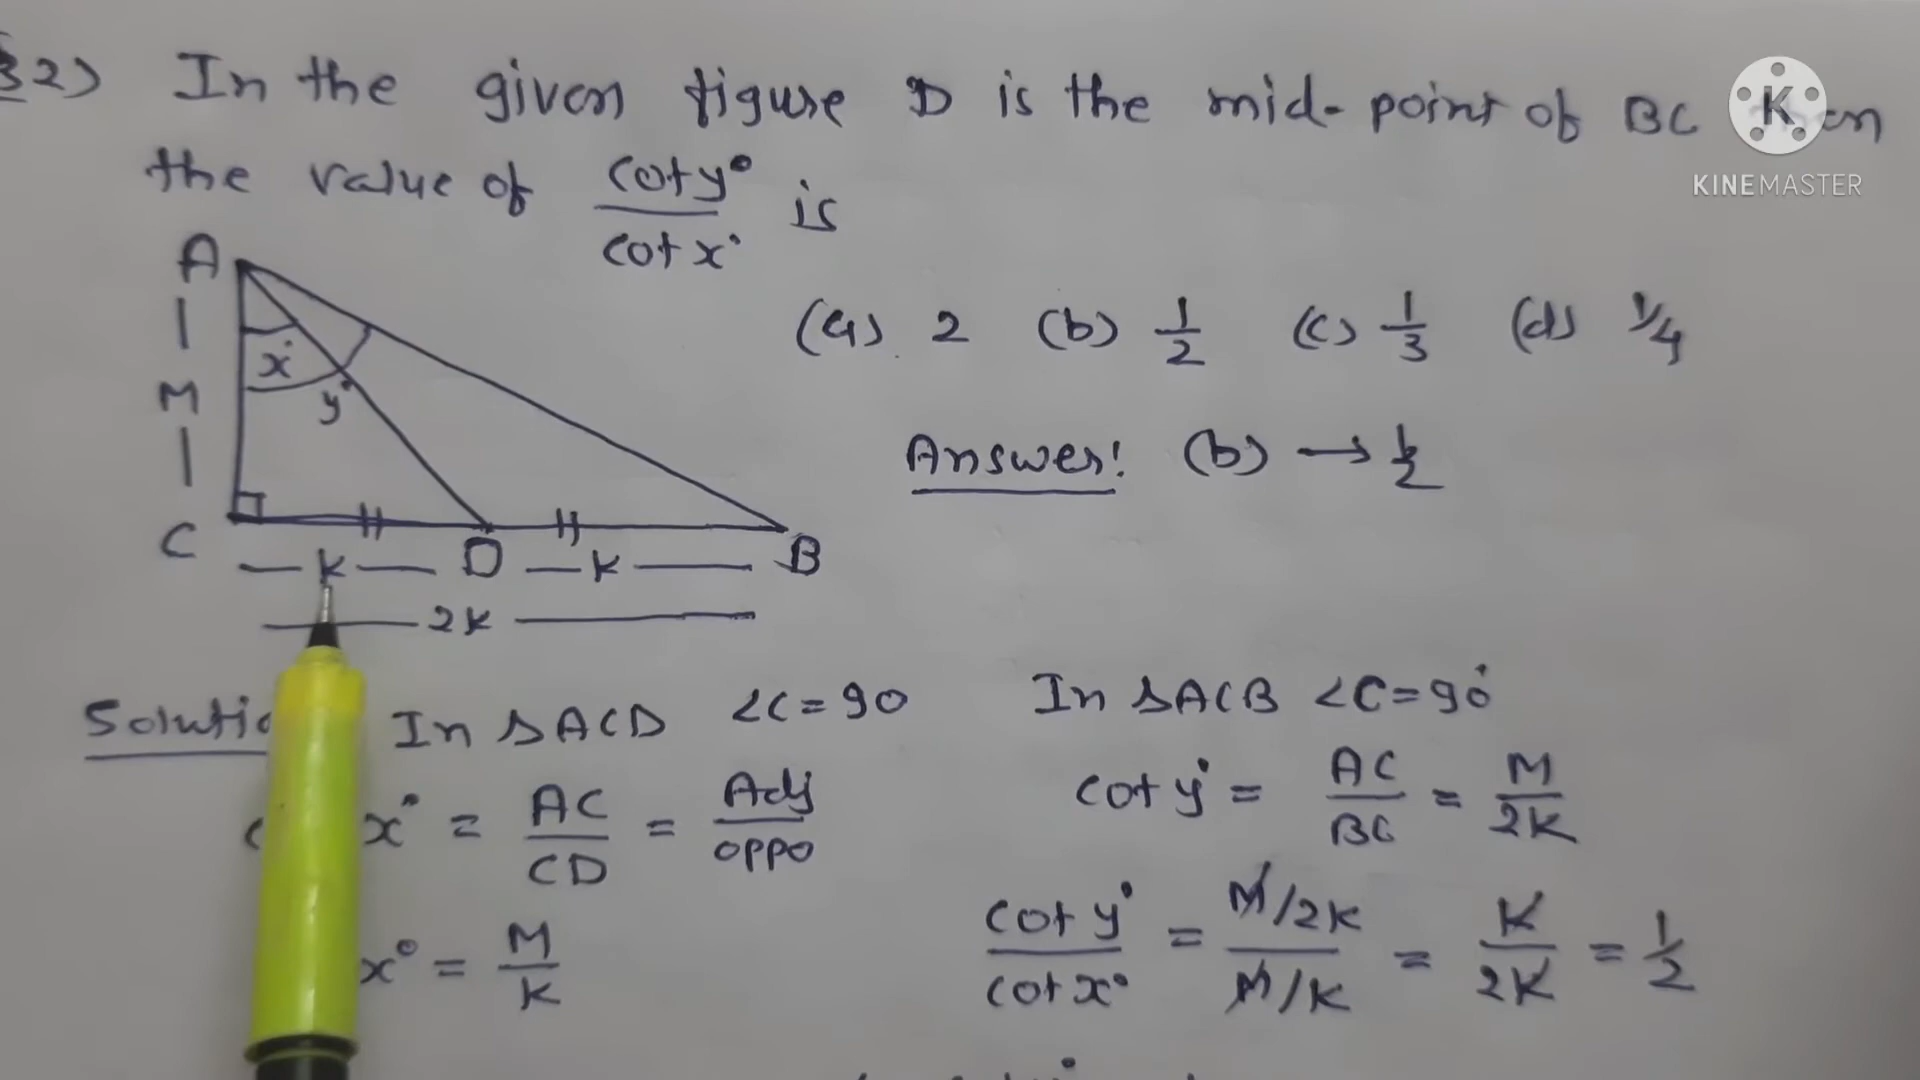 32) In the given figure D is the mid-point of BC then
the value of cot y° / cot x° is
K
KINEMASTER
A
x°
M
y°
C
D
B
K
K
2K
(a) 2 (b) 1/2 (c) 1/3 (d) 1/4
Answer! (b) → 1/2
In ΔACD ∠C = 90
x° = AC/CD = Adj/oppo
x° = M/K
In ΔACB ∠C = 90°
cot y° = AC/BC = M/2K
cot y°/cot x° = M/2K / M/K = K/2K = 1/2